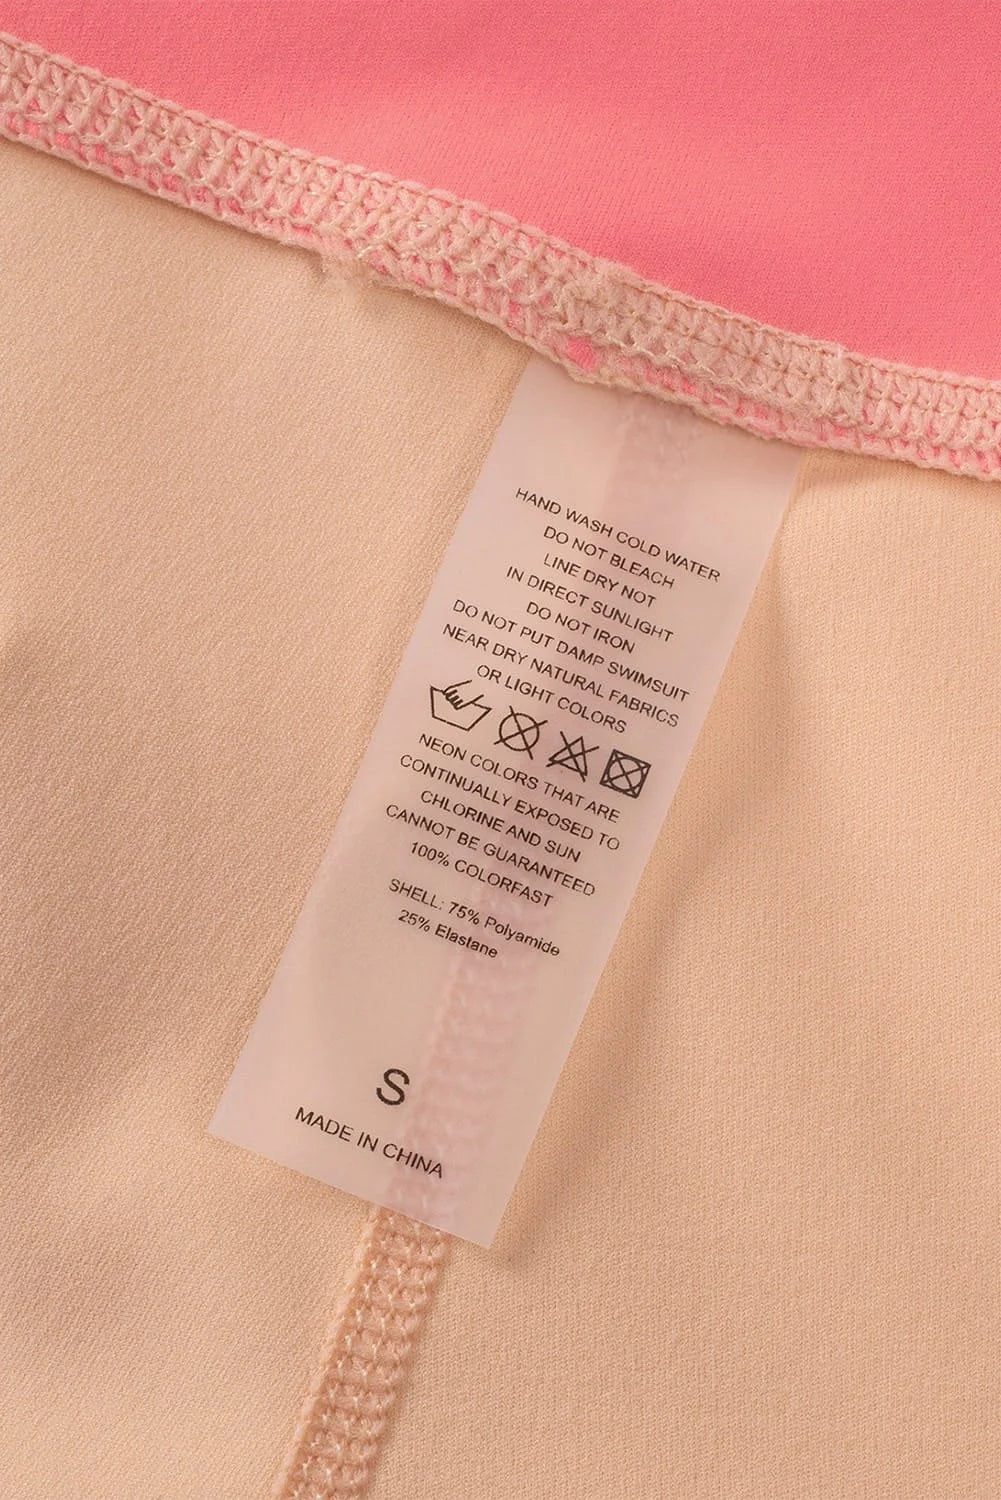 HAND WASH COLD WATER
DO NOT BLEACH
LINE DRY NOT
IN DIRECT SUNLIGHT
DO NOT IRON
DO NOT PUT DAMP SWIMSUIT
NEAR DRY NATURAL FABRICS
OR LIGHT COLORS
NEON COLORS THAT ARE
CONTINUALLY EXPOSED TO
CHLORINE AND SUN
CANNOT BE GUARANTEED
100% COLORFAST
SHELL: 75% Polyamide
25% Elastane
S
MADE IN CHINA